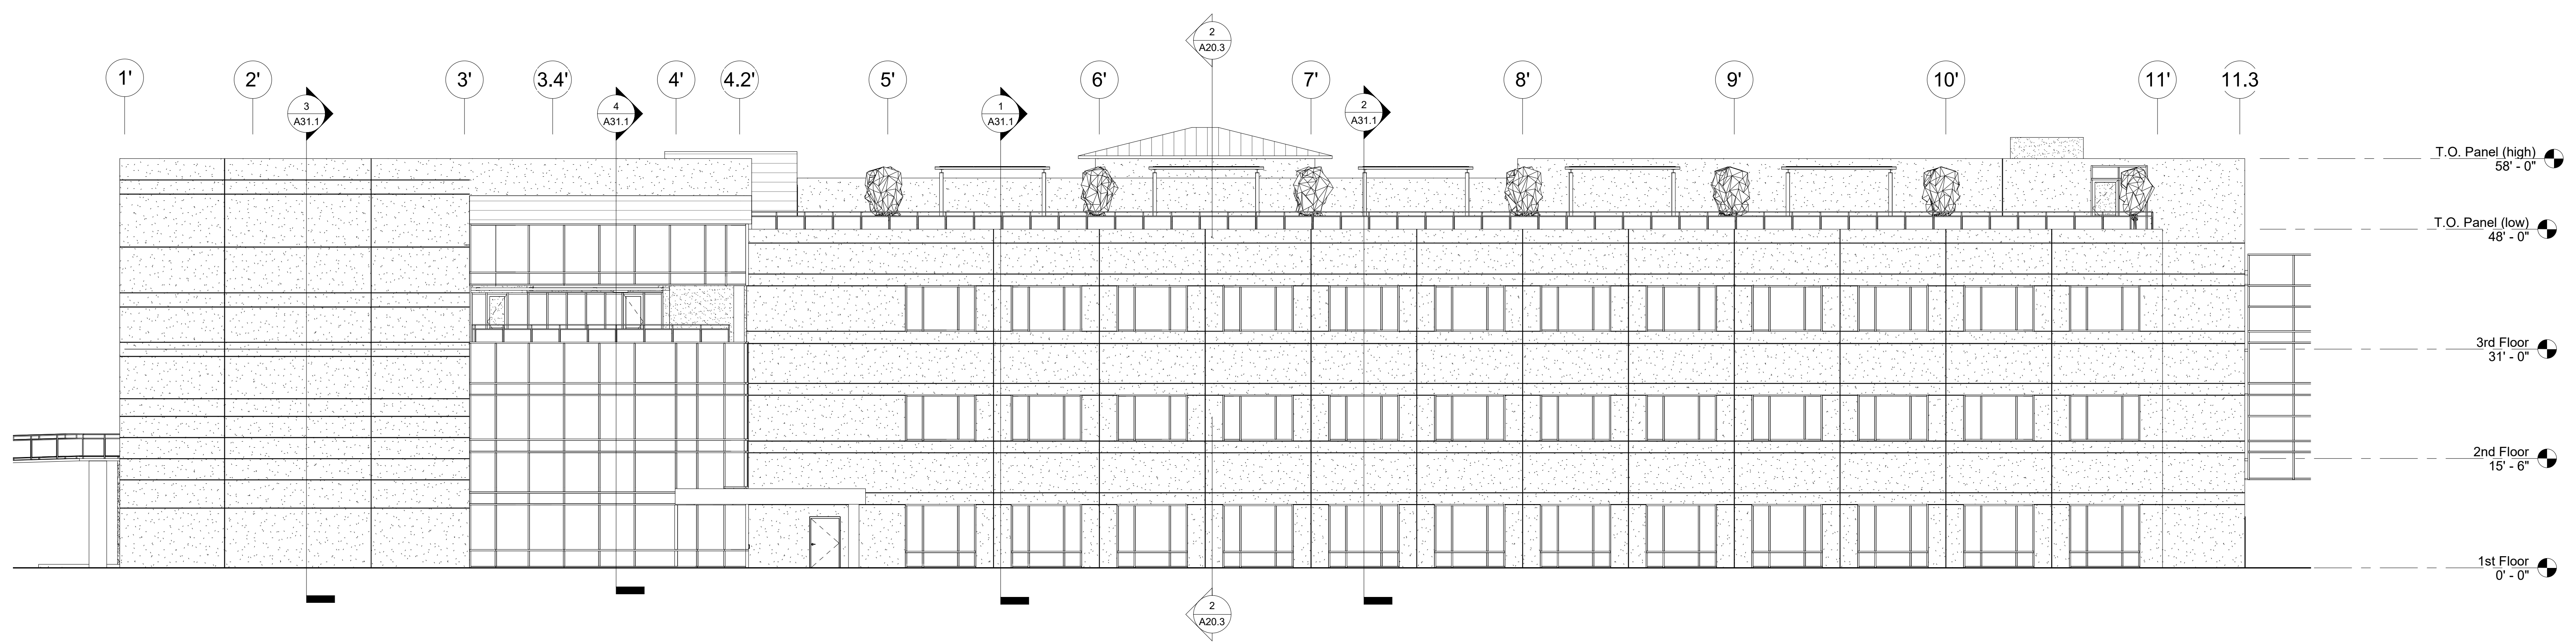 2
A20.3
1'
2'
3'
3.4'
4'
4.2'
5'
6'
7'
8'
9'
10'
11'
11.3
3
A31.1
4
A31.1
1
A31.1
2
A31.1
T.O. Panel (high)
58' - 0"
T.O. Panel (low)
48' - 0"
3rd Floor
31' - 0"
2nd Floor
15' - 6"
1st Floor
0' - 0"
2
A20.3